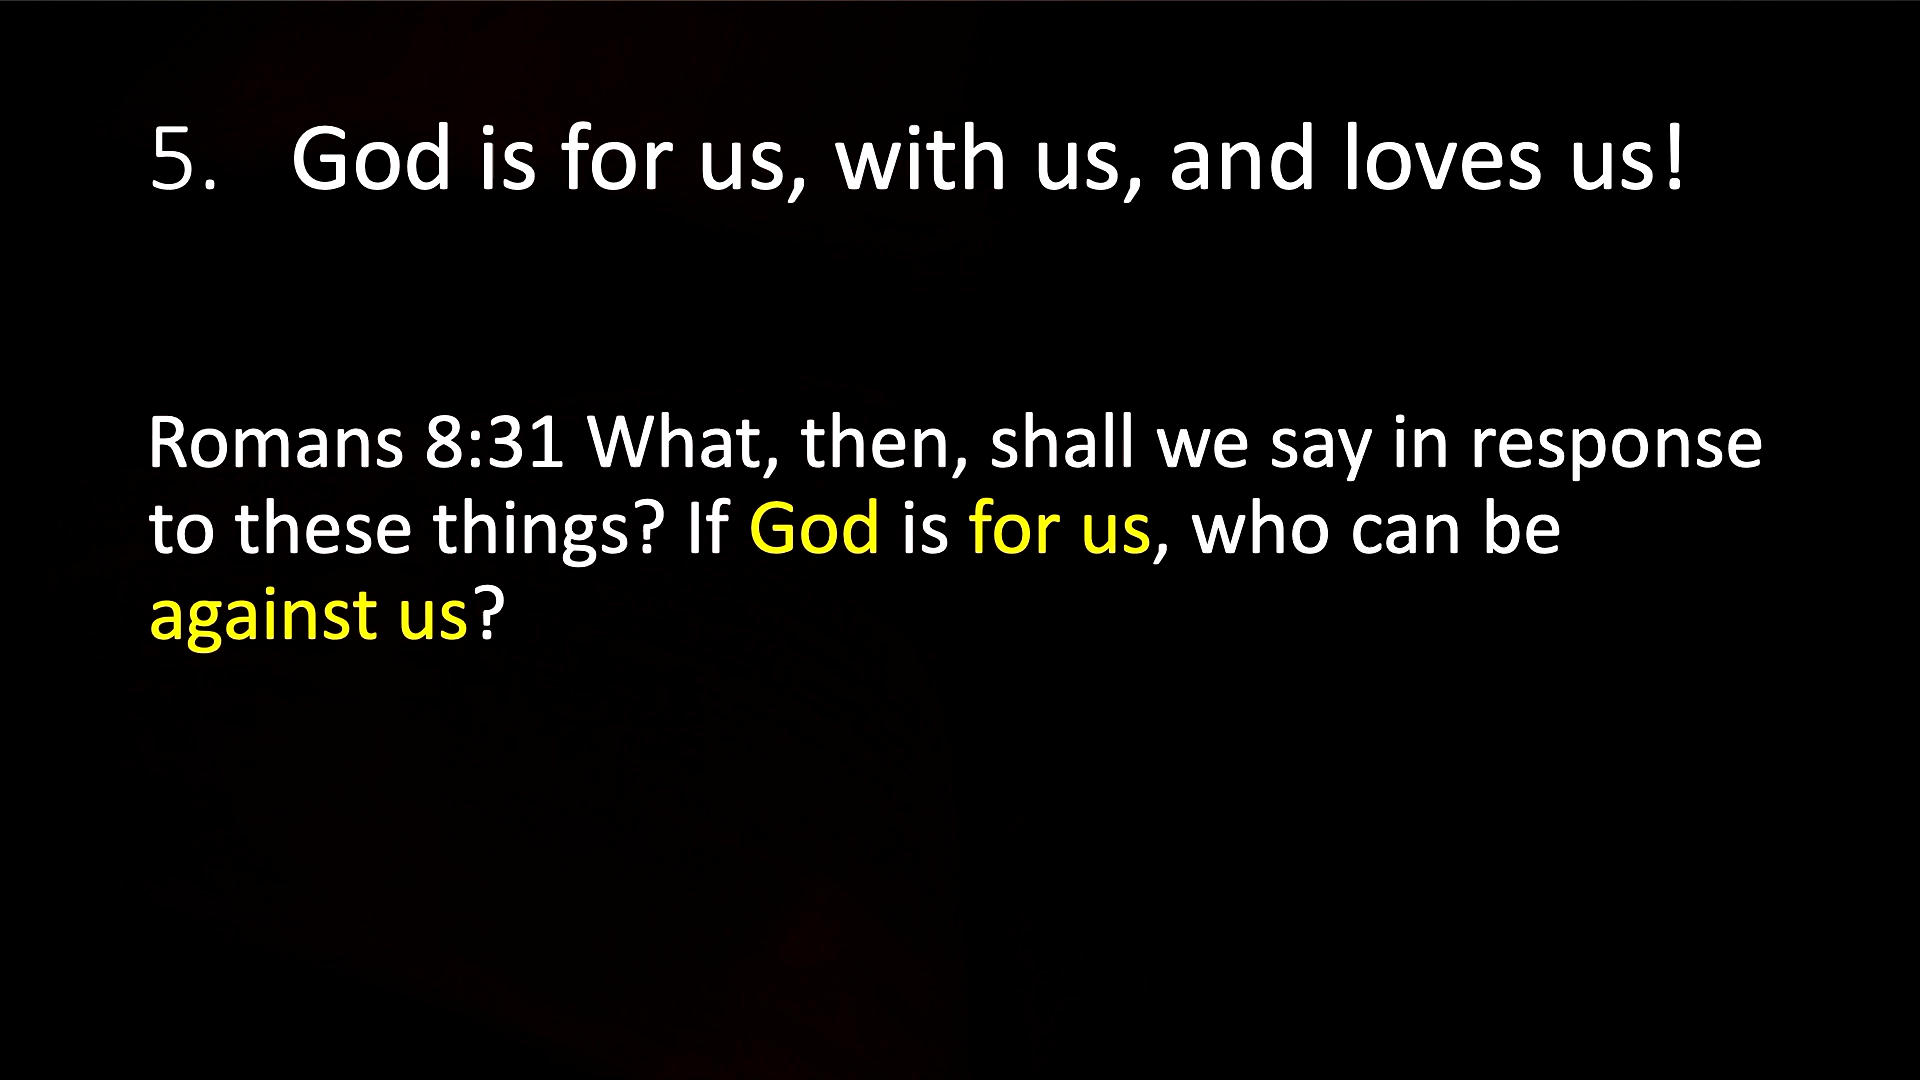 5. God is for us, with us, and loves us!
Romans 8:31 What, then, shall we say in response
to these things? If God is for us, who can be
against us?